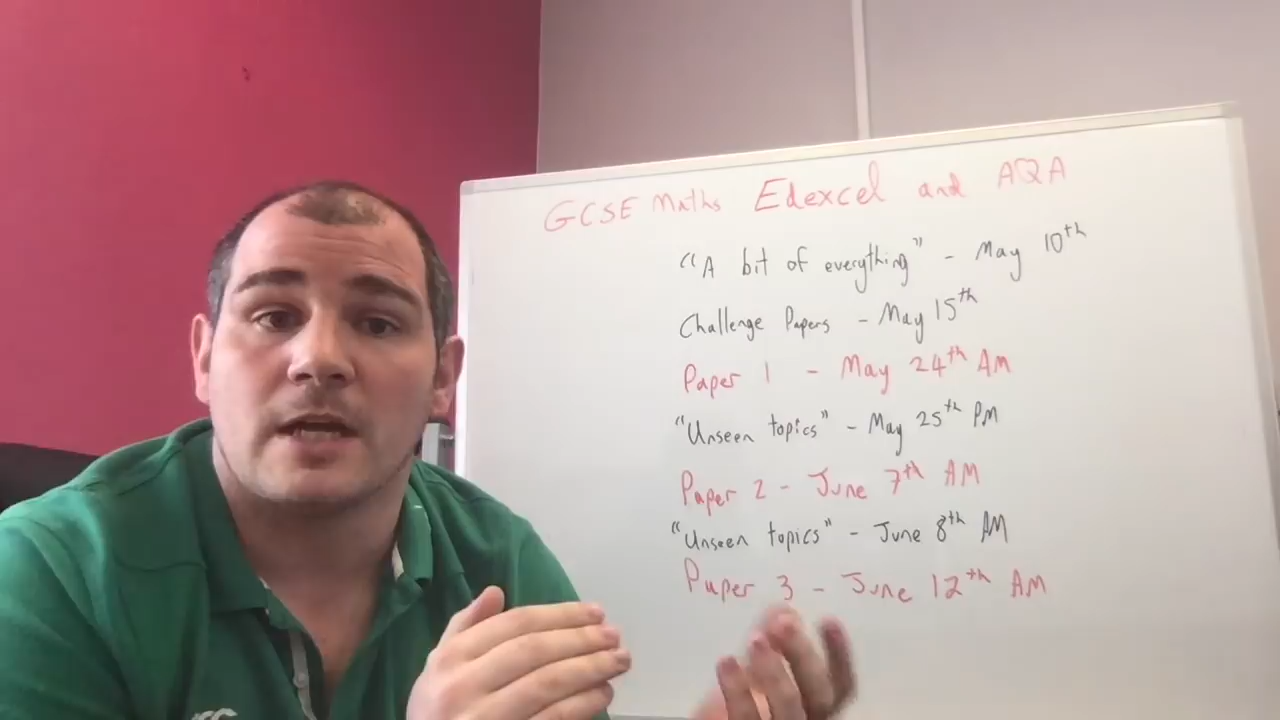 GCSE Maths Edexcel and AQA
"A bit of everything" - May 10th
Challenge Papers - May 15th
Paper 1 - May 24th AM
"Unseen topics" - May 25th PM
Paper 2 - June 7th AM
"Unseen topics" - June 8th AM
Paper 3 - June 12th AM